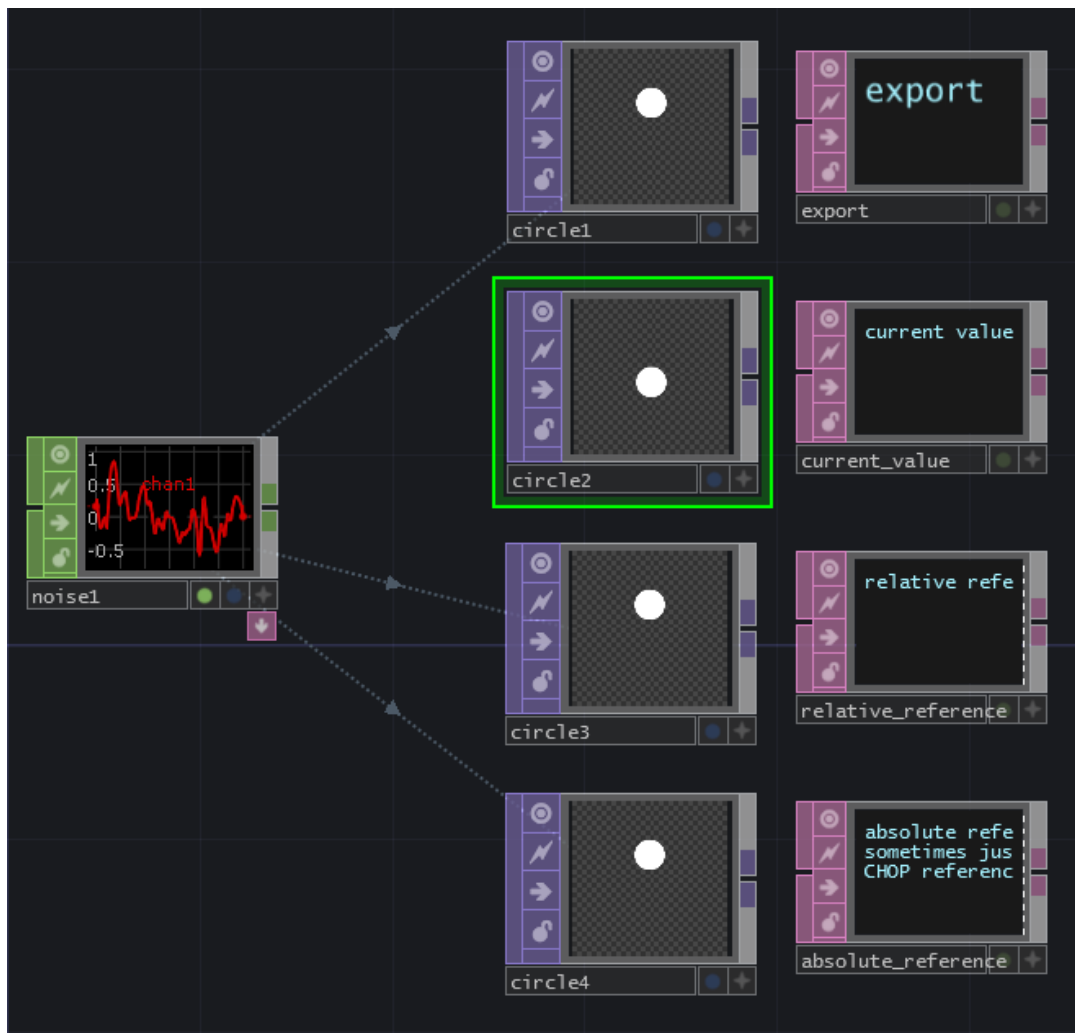 export
circle1
export
current value
circle2
current_value
1
0.5
chan1
0
-0.5
noise1
relative refe
circle3
relative_reference
absolute refe
sometimes jus
CHOP referenc
circle4
absolute_reference